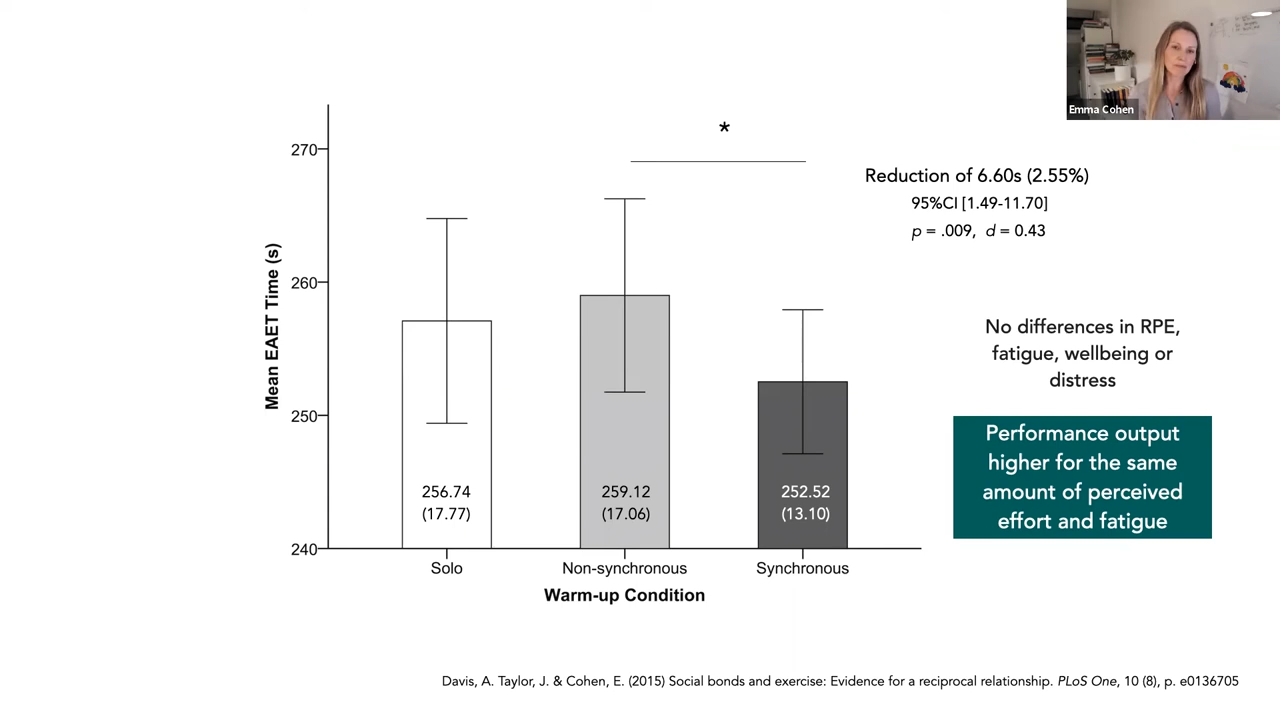 Emma Cohen
*
Reduction of 6.60s (2.55%)
95%CI [1.49-11.70]
p = .009, d = 0.43
No differences in RPE,
fatigue, wellbeing or
distress
Performance output
higher for the same
amount of perceived
effort and fatigue
Mean EAET Time (s)
270
260
250
240
256.74
(17.77)
259.12
(17.06)
252.52
(13.10)
Solo
Non-synchronous
Synchronous
Warm-up Condition
Davis, A. Taylor, J. & Cohen, E. (2015) Social bonds and exercise: Evidence for a reciprocal relationship. PLoS One, 10 (8), p. e0136705